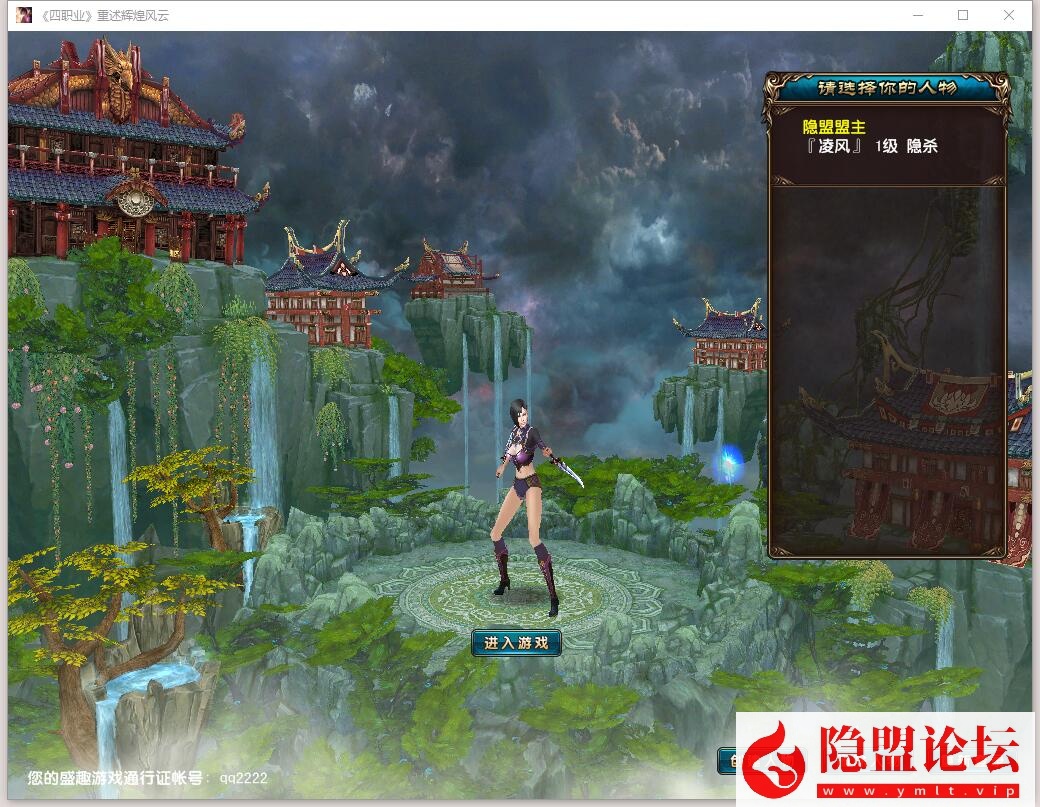 《四职业》重述辉煌风云
请选择你的人物
隐盟盟主
『凌风』 1级 隐杀
进入游戏
您的盛趣游戏通行证帐号: qq2222
隐盟论坛
www.ymlt.vip